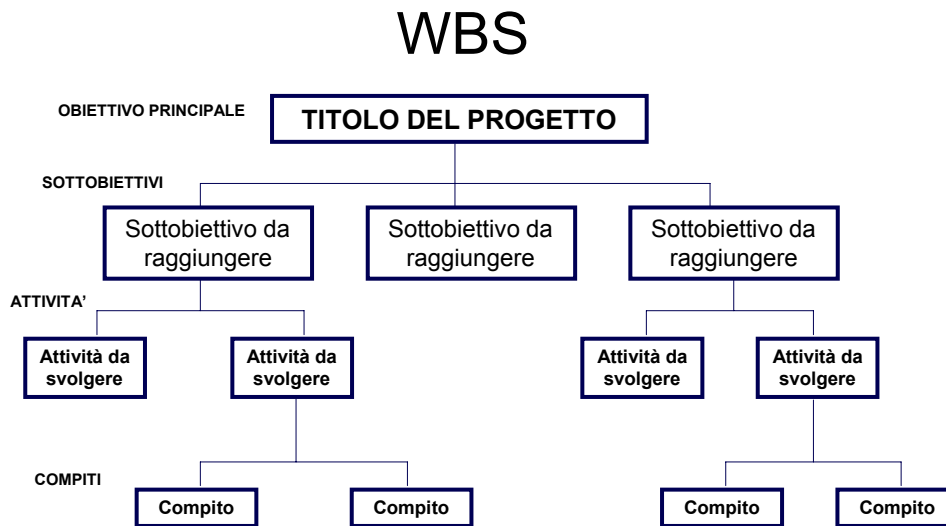 WBS
OBIETTIVO PRINCIPALE
TITOLO DEL PROGETTO
SOTTOBIETTIVI
Sottobiettivo da
raggiungere
Sottobiettivo da
raggiungere
Sottobiettivo da
raggiungere
ATTIVITA’
Attività da
svolgere
Attività da
svolgere
Attività da
svolgere
Attività da
svolgere
COMPITI
Compito
Compito
Compito
Compito